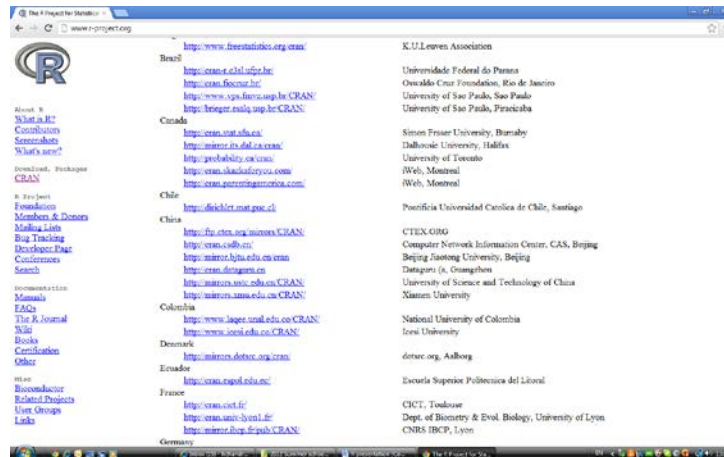 The R Project for Statistic
www.r-project.org
R
About R
What is R?
Contributors
Screenshots
What's new?
Download, Packages
CRAN
R Project
Foundation
Members & Donors
Mailing Lists
Bug Tracking
Developer Page
Conferences
Search
Documentation
Manuals
FAQs
The R Journal
Wiki
Books
Certification
Other
Misc
Bioconductor
Related Projects
User Groups
Links
http://www.freestatistics.org/cran/ K.U.Leuven Association
Brazil
http://cran-r.c3sl.ufpr.br/ Universidade Federal do Parana
http://cran.fiocruz.br/ Oswaldo Cruz Foundation, Rio de Janeiro
http://www.vps.fmvz.usp.br/CRAN/ University of Sao Paulo, Sao Paulo
http://brieger.esalq.usp.br/CRAN/ University of Sao Paulo, Piracicaba
Canada
http://cran.stat.sfu.ca/ Simon Fraser University, Burnaby
http://mirror.its.dal.ca/cran/ Dalhousie University, Halifax
http://probability.ca/cran/ University of Toronto
http://cran.skazkaforyou.com/ iWeb, Montreal
http://cran.parentingamerica.com/ iWeb, Montreal
Chile
http://dirichlet.mat.puc.cl/ Pontificia Universidad Catolica de Chile, Santiago
China
http://ftp.ctex.org/mirrors/CRAN/ CTEX.ORG
http://cran.csdb.cn/ Computer Network Information Center, CAS, Beijing
http://mirror.bjtu.edu.cn/cran Beijing Jiaotong University, Beijing
http://cran.dataguru.cn Dataguru (a, Guangzhou
http://mirrors.ustc.edu.cn/CRAN/ University of Science and Technology of China
http://mirrors.xmu.edu.cn/CRAN/ Xiamen University
Colombia
http://www.laqee.unal.edu.co/CRAN/ National University of Colombia
http://www.icesi.edu.co/CRAN/ Icesi University
Denmark
http://mirrors.dotsrc.org/cran/ dotsrc.org, Aalborg
Ecuador
http://cran.espol.edu.ec/ Escuela Superior Politecnica del Litoral
France
http://cran.cict.fr/ CICT, Toulouse
http://cran.univ-lyon1.fr/ Dept. of Biometry & Evol. Biology, University of Lyon
http://mirror.ibcp.fr/pub/CRAN/ CNRS IBCP, Lyon
Germany
2012 Summer school
The R Project for Sta